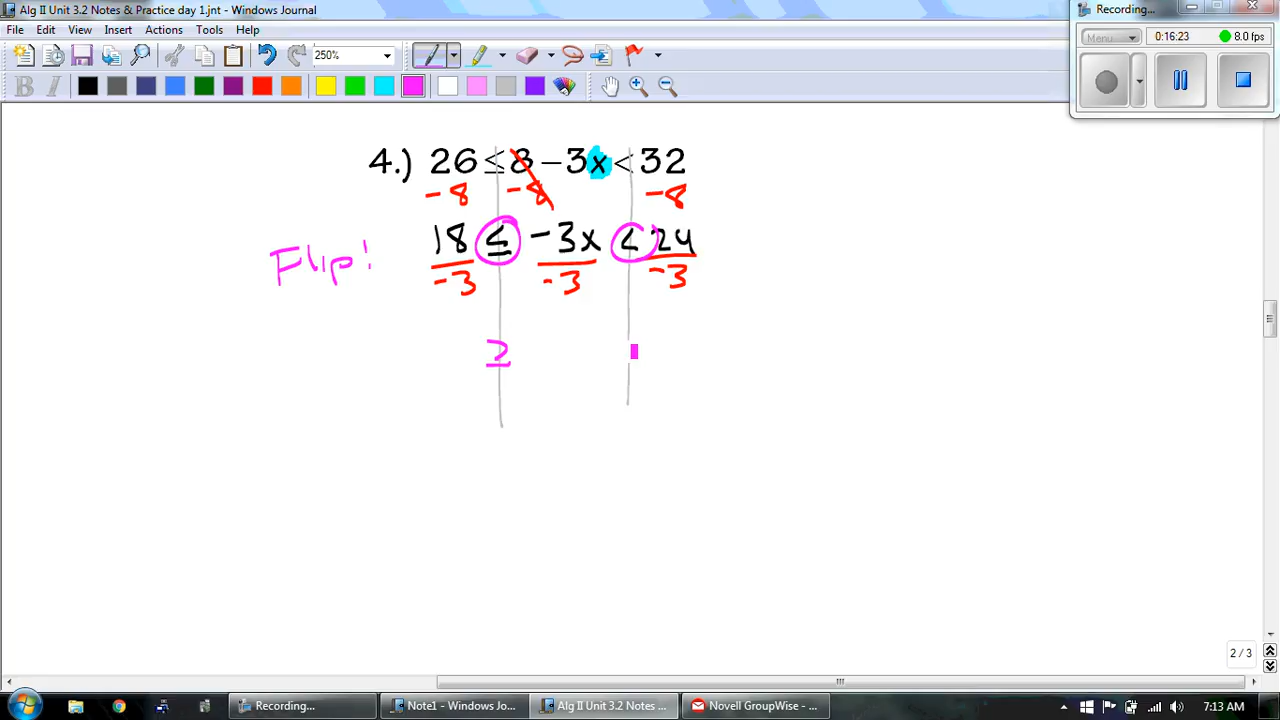 Alg II Unit 3.2 Notes & Practice day 1.jnt - Windows Journal
Recording...
File Edit View Insert Actions Tools Help
Menu
0:16:23
8.0 fps
250%
B I
4.) 26 ≤ 8 − 3x < 32
-8 -8 -8
18 ≤ -3x < 24
Flip!
-3 -3 -3
≥
2 / 3
Recording...
Note1 - Windows Jo...
Alg II Unit 3.2 Notes ...
Novell GroupWise - ...
7:13 AM